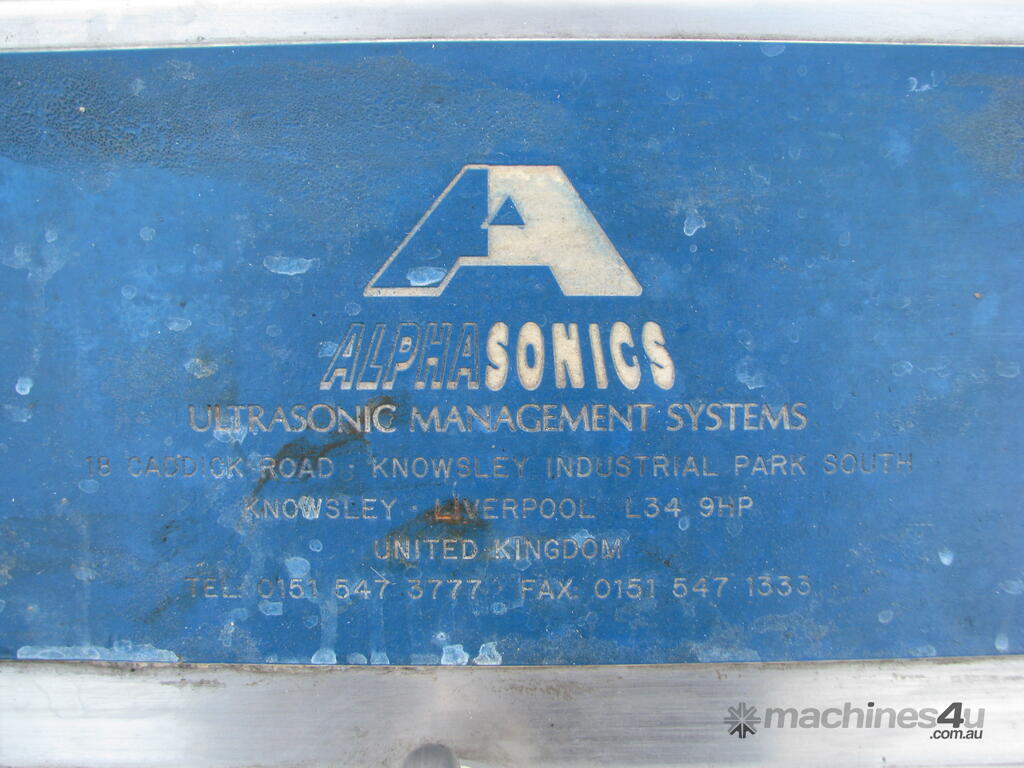 A
ALPHASONICS
ULTRASONIC MANAGEMENT SYSTEMS
18 CADDICK ROAD · KNOWSLEY INDUSTRIAL PARK SOUTH
KNOWSLEY · LIVERPOOL L34 9HP
UNITED KINGDOM
TEL: 0151 547 3777 FAX: 0151 547 1333
machines4u
.com.au